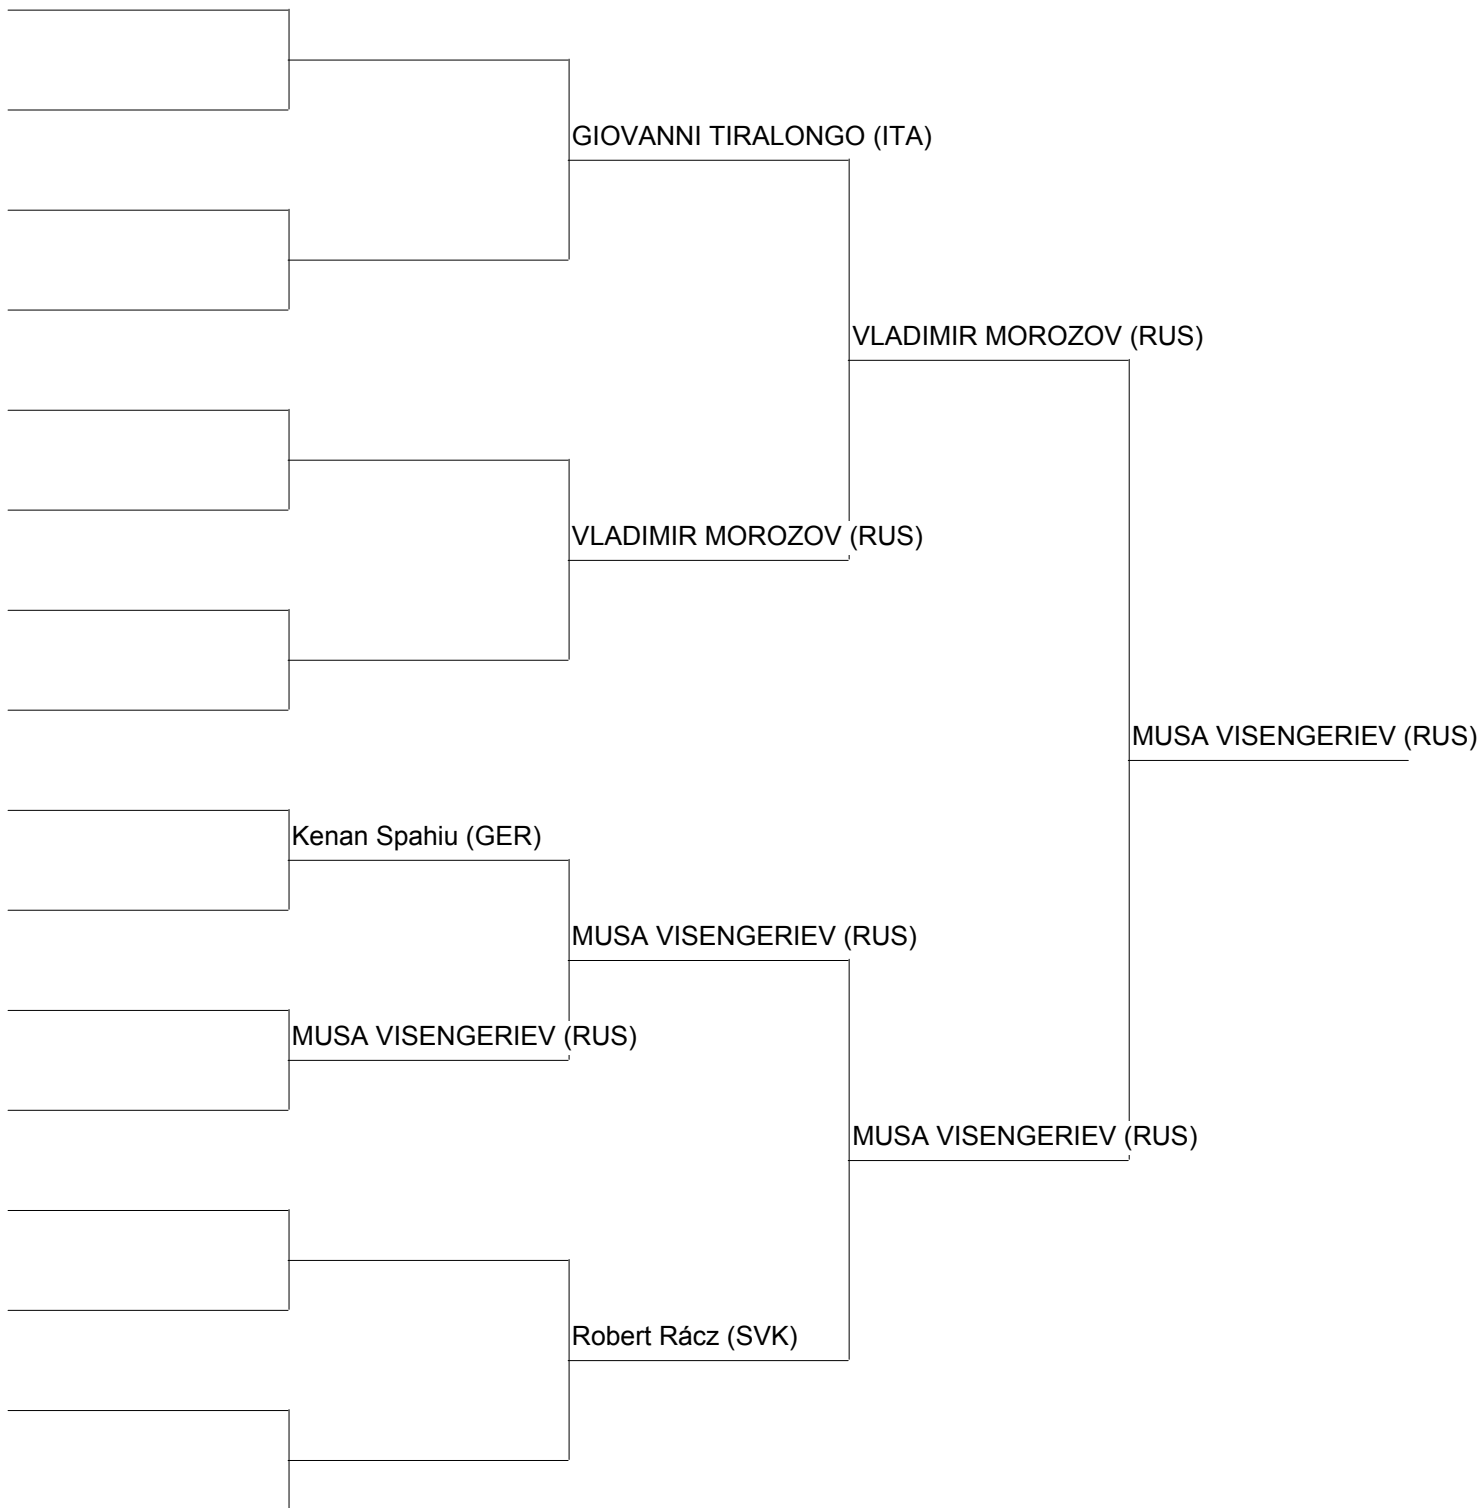 GIOVANNI TIRALONGO (ITA)
VLADIMIR MOROZOV (RUS)
VLADIMIR MOROZOV (RUS)
MUSA VISENGERIEV (RUS)
Kenan Spahiu (GER)
MUSA VISENGERIEV (RUS)
MUSA VISENGERIEV (RUS)
MUSA VISENGERIEV (RUS)
Robert Rácz (SVK)